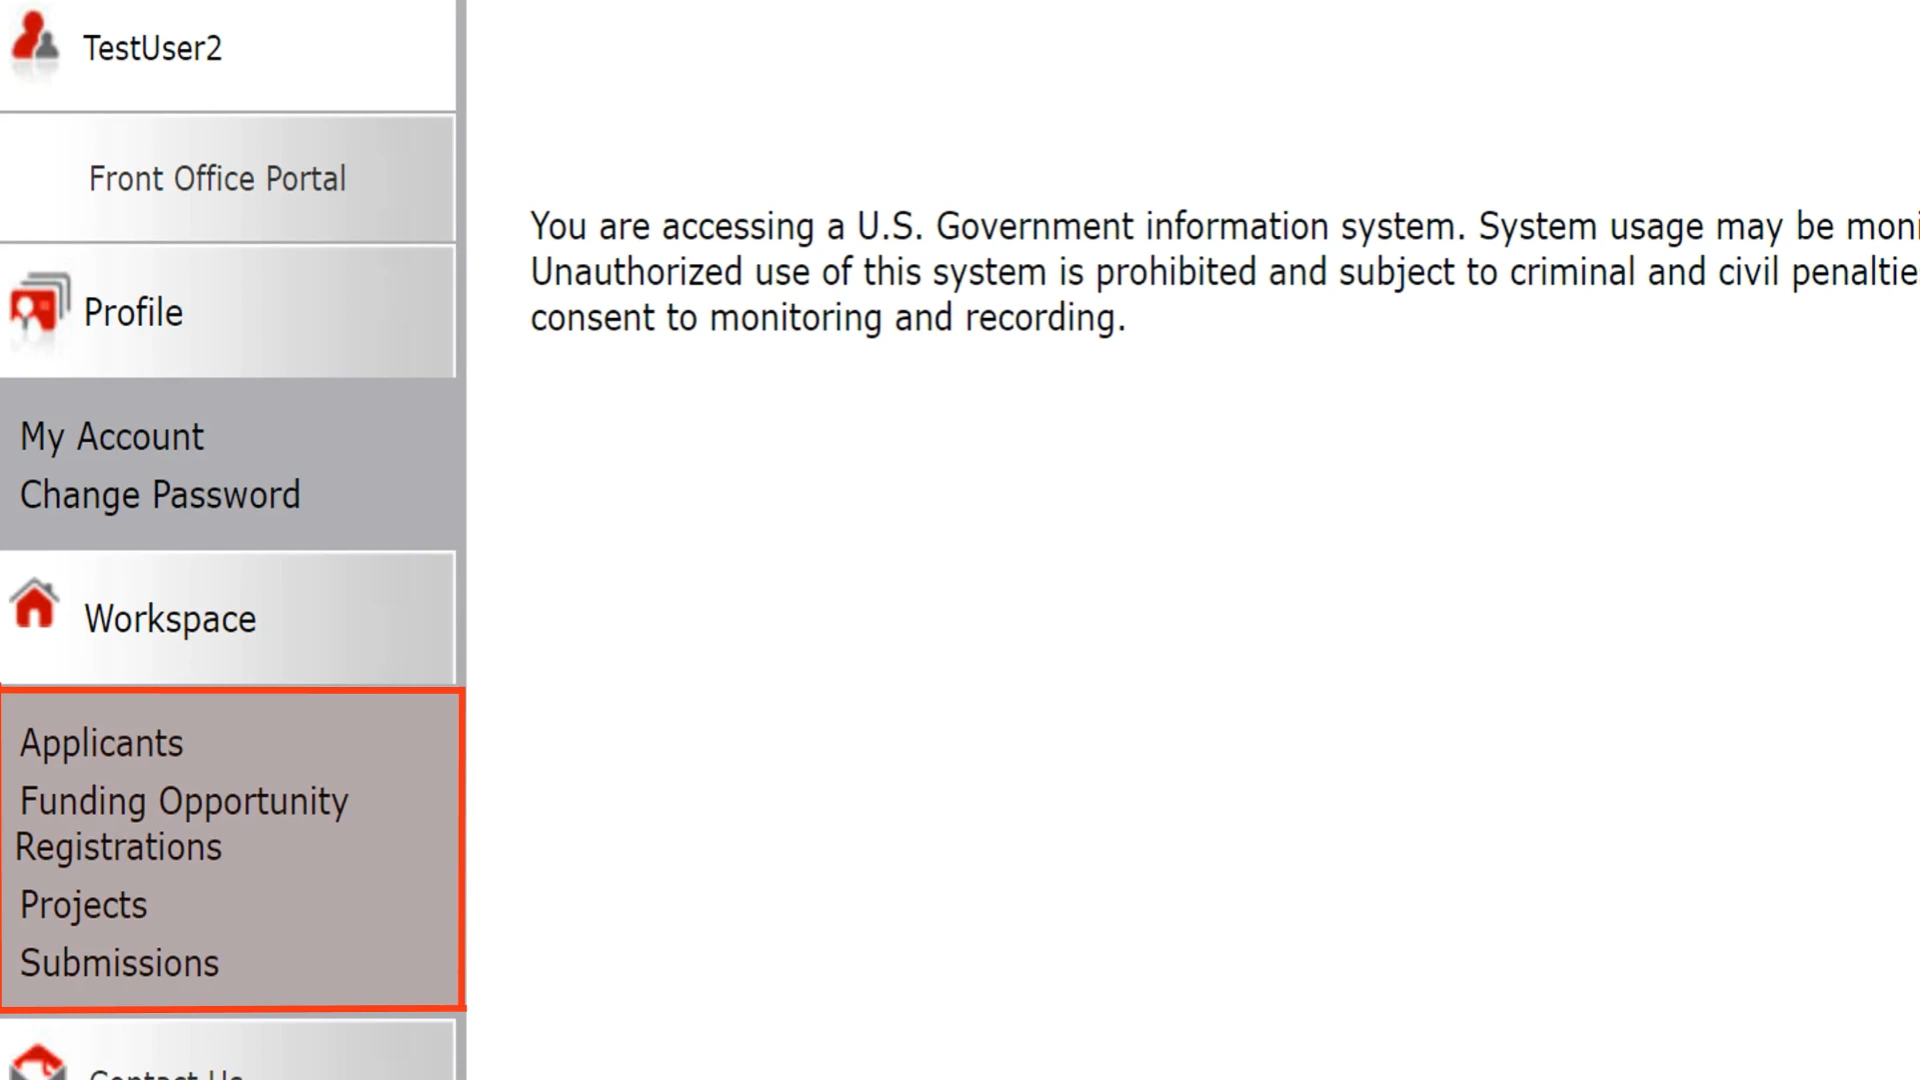 TestUser2
Front Office Portal
You are accessing a U.S. Government information system. System usage may be
Unauthorized use of this system is prohibited and subject to criminal and civil
consent to monitoring and recording.
Profile
My Account
Change Password
Workspace
Applicants
Funding Opportunity
Registrations
Projects
Submissions
Contact Us